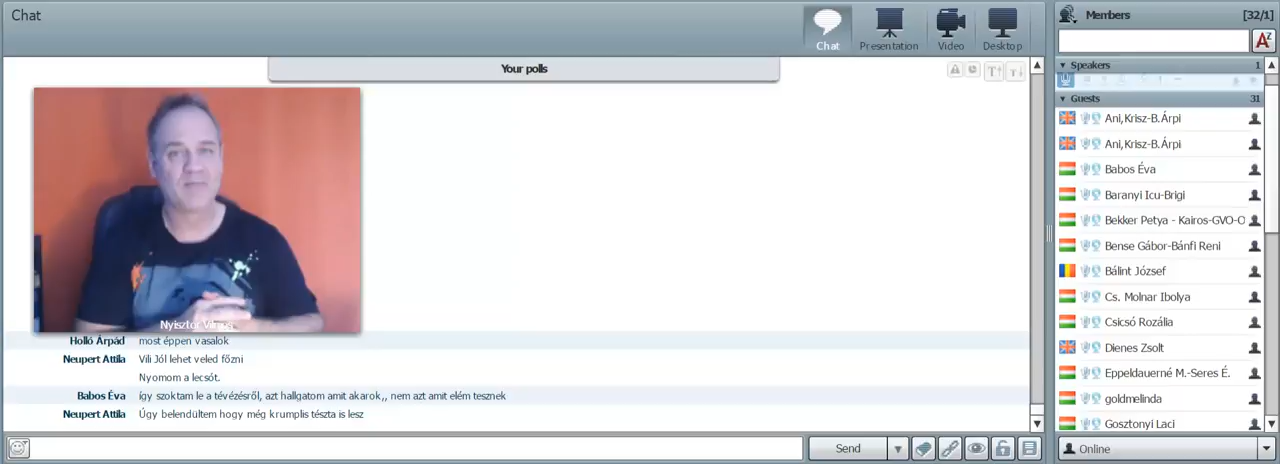 Chat
Chat
Presentation
Video
Desktop
Members
[32/1]
Your polls
Speakers 1
Guests 31
Ani,Krisz-B.Árpi
Ani,Krisz-B.Árpi
Babos Éva
Baranyi Icu-Brigi
Bekker Petya - Kairos-GVO-O
Bense Gábor-Bánfi Reni
Bálint József
Cs. Molnar Ibolya
Csicsó Rozália
Dienes Zsolt
Eppeldauerné M.-Seres É.
goldmelinda
Gosztonyi Laci
Nyisztor Vilmos
Holló Árpád most éppen vasalok
Neupert Attila Vili Jól lehet veled főzni
Nyomom a lecsót.
Babos Éva így szoktam le a tévézésről, azt hallgatom amit akarok,, nem azt amit elém tesznek
Neupert Attila Úgy belendültem hogy még krumplis tészta is lesz
Send
Online